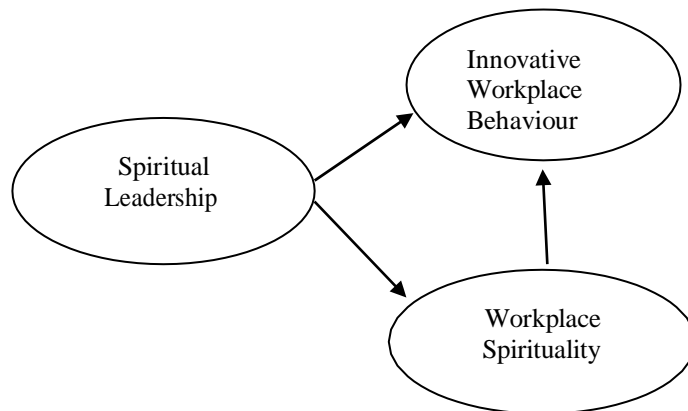 Innovative
Workplace
Behaviour
Spiritual
Leadership
Workplace
Spirituality